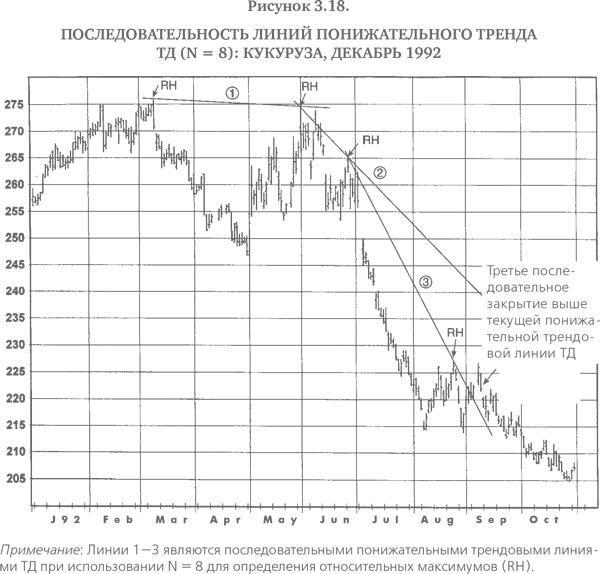 Рисунок 3.18.
ПОСЛЕДОВАТЕЛЬНОСТЬ ЛИНИЙ ПОНИЖАТЕЛЬНОГО ТРЕНДА
ТД (N = 8): КУКУРУЗА, ДЕКАБРЬ 1992
RH
RH
1
275
270
RH
265
2
260
255
250
245
3
Третье после-
довательное
закрытие выше
текущей понижа-
тельной трендо-
вой линии ТД
240
235
RH
230
225
220
215
210
205
J 92 Feb Mar Apr May Jun Jul Aug Sep Oct
Примечание: Линии 1—3 являются последовательными понижательными трендовыми линия-
ми ТД при использовании N = 8 для определения относительных максимумов (RH).